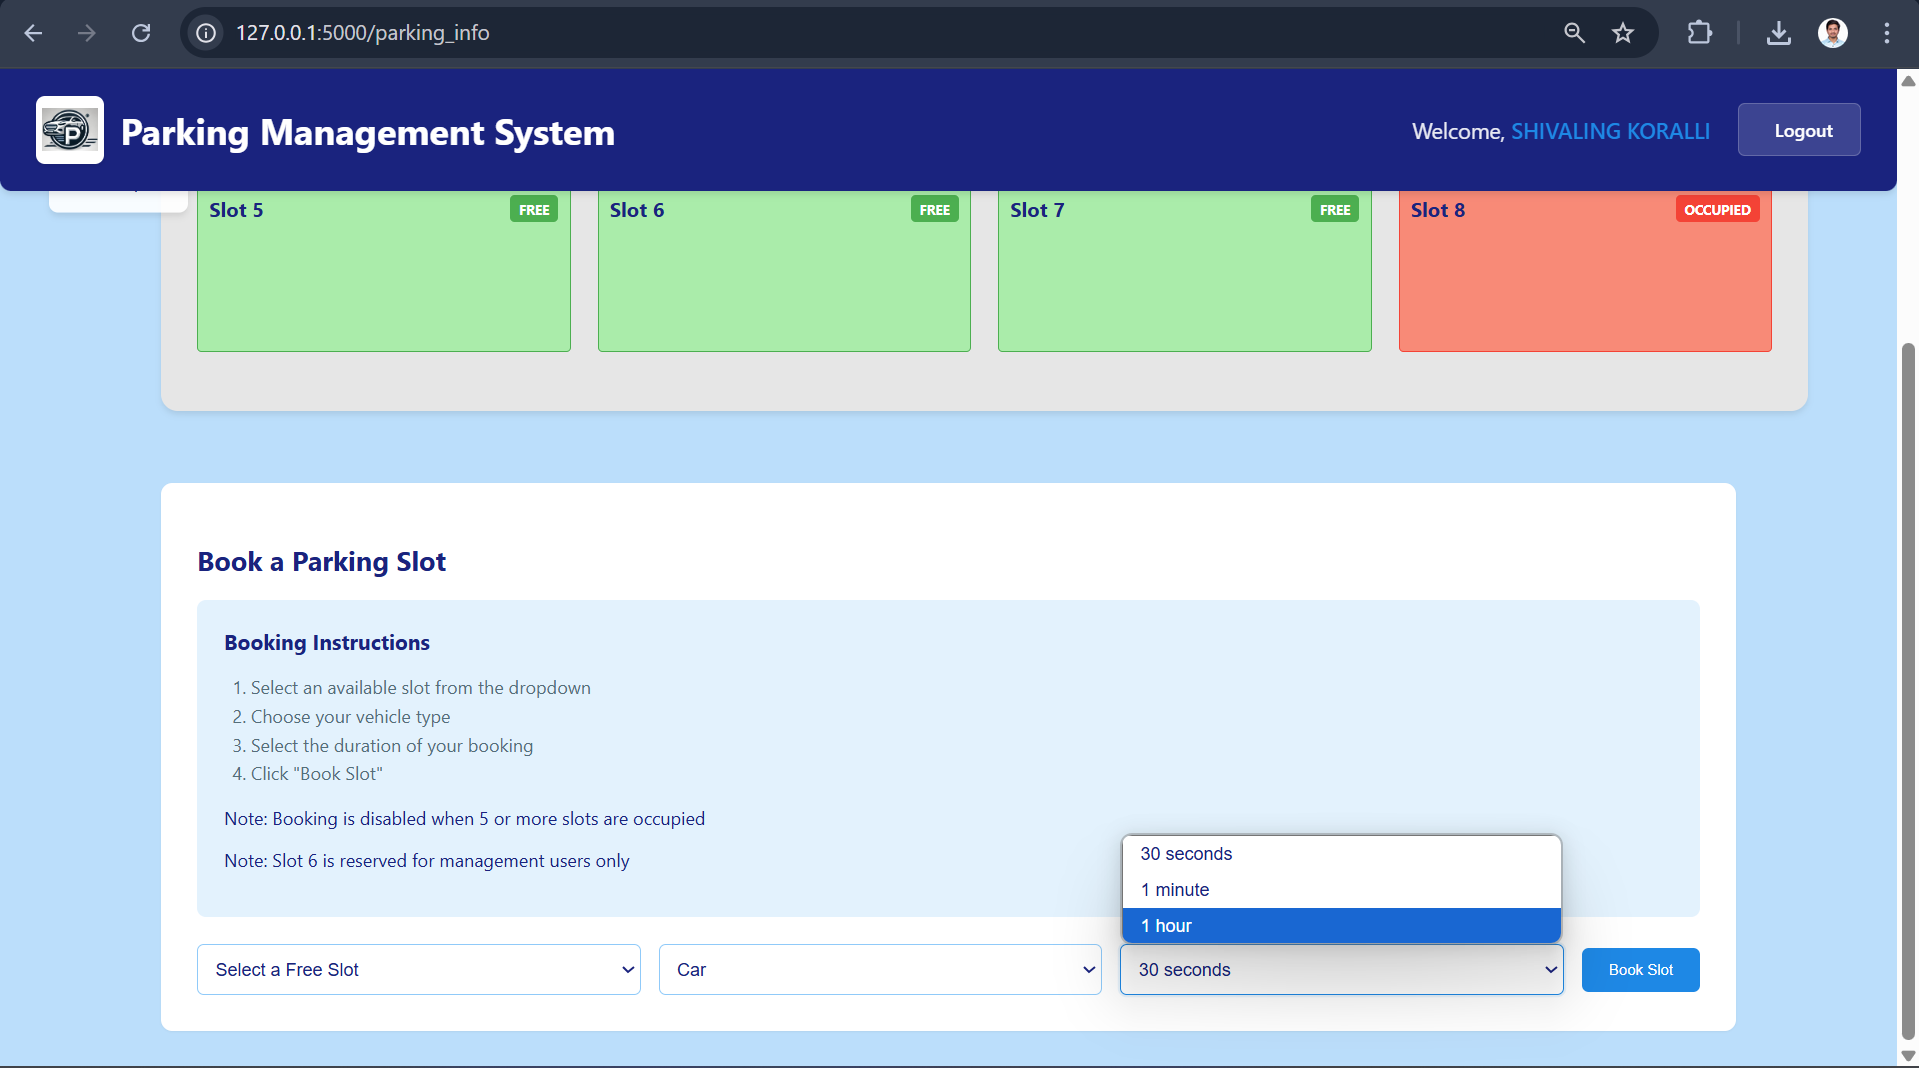 127.0.0.1:5000/parking_info
P
Parking Management System
Welcome, SHIVALING KORALLI
Logout
Slot 5
FREE
Slot 6
FREE
Slot 7
FREE
Slot 8
OCCUPIED
Book a Parking Slot
Booking Instructions
1. Select an available slot from the dropdown
2. Choose your vehicle type
3. Select the duration of your booking
4. Click "Book Slot"
Note: Booking is disabled when 5 or more slots are occupied
Note: Slot 6 is reserved for management users only
30 seconds
1 minute
1 hour
Select a Free Slot
Car
30 seconds
Book Slot